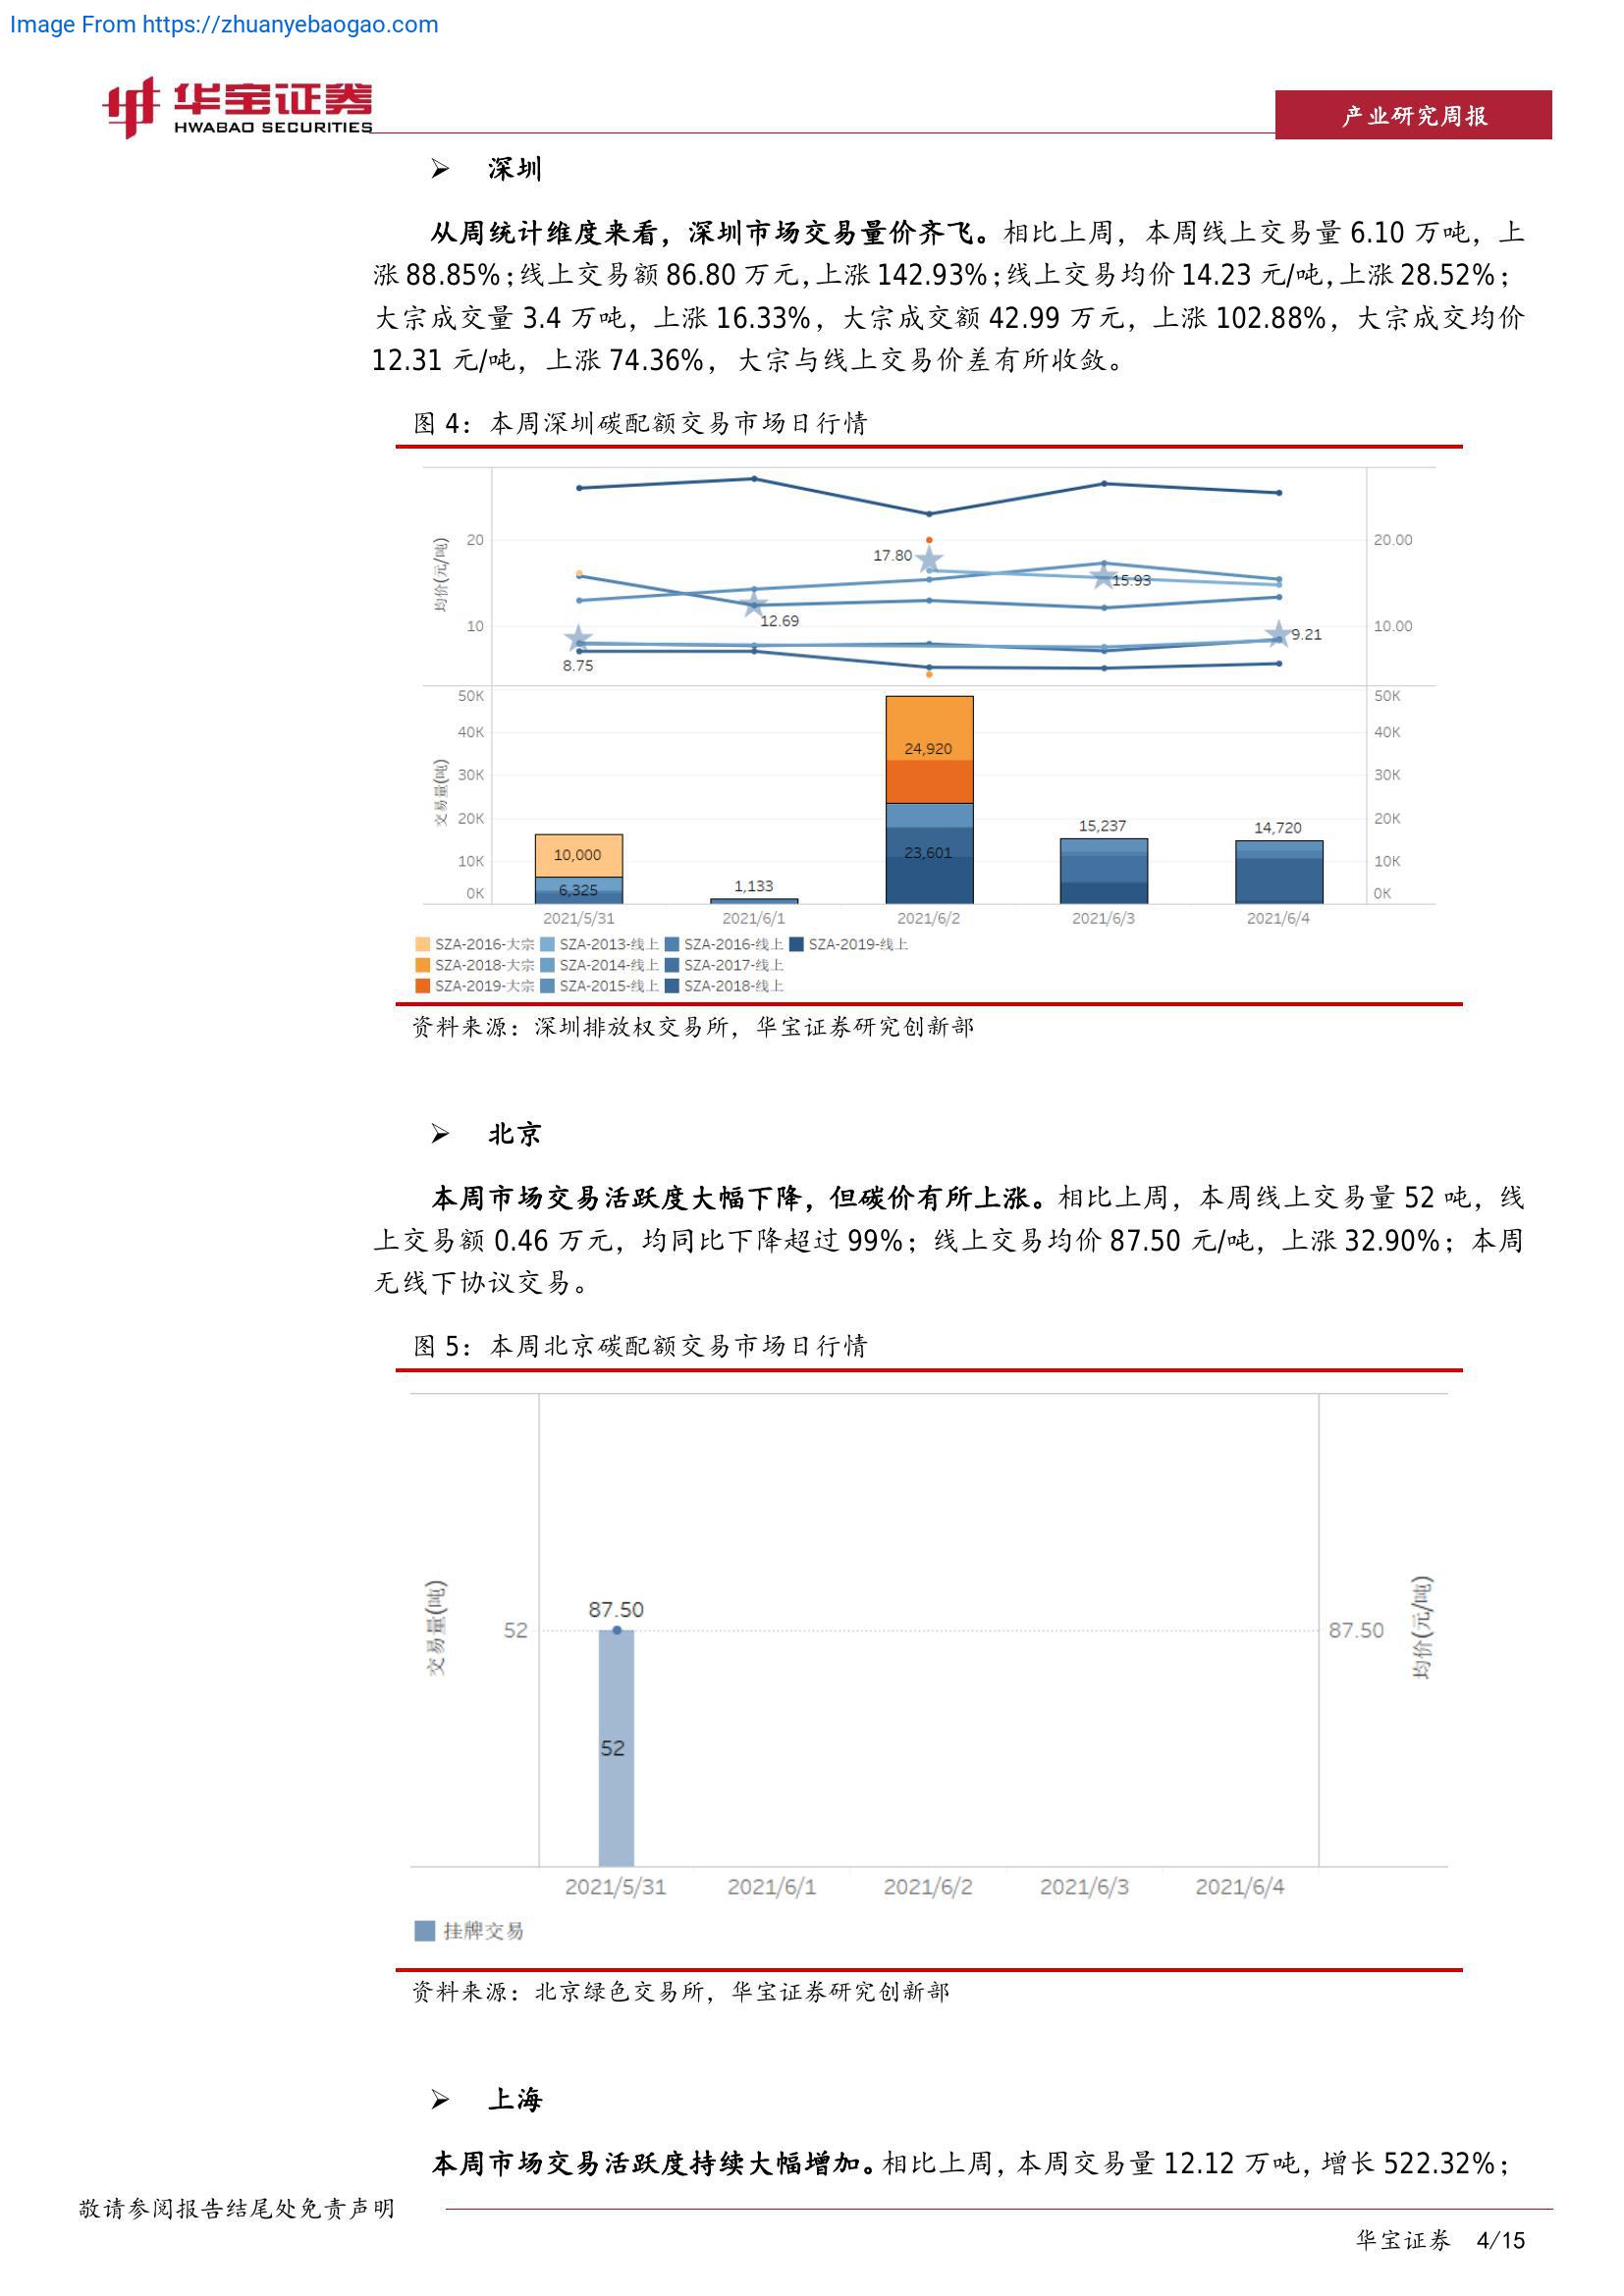 Image From https://zhuanyebaogao.com
华宝证券
HWABAO SECURITIES
产业研究周报
➢ 深圳
从周统计维度来看，深圳市场交易量价齐飞。相比上周，本周线上交易量 6.10 万吨，上
涨 88.85%；线上交易额 86.80 万元，上涨 142.93%；线上交易均价 14.23 元/吨，上涨 28.52%；
大宗成交量 3.4 万吨，上涨 16.33%，大宗成交额 42.99 万元，上涨 102.88%，大宗成交均价
12.31 元/吨，上涨 74.36%，大宗与线上交易价差有所收敛。
图 4：本周深圳碳配额交易市场日行情
均价(元/吨)
20
10
17.80
15.93
12.69
8.75
9.21
20.00
10.00
交易量(吨)
50K
40K
30K
20K
10K
0K
10,000
6,325
1,133
24,920
23,601
15,237
14,720
50K
40K
30K
20K
10K
0K
2021/5/31 2021/6/1 2021/6/2 2021/6/3 2021/6/4
SZA-2016-大宗 SZA-2013-线上 SZA-2016-线上 SZA-2019-线上
SZA-2018-大宗 SZA-2014-线上 SZA-2017-线上
SZA-2019-大宗 SZA-2015-线上 SZA-2018-线上
资料来源：深圳排放权交易所，华宝证券研究创新部
➢ 北京
本周市场交易活跃度大幅下降，但碳价有所上涨。相比上周，本周线上交易量 52 吨，线
上交易额 0.46 万元，均同比下降超过 99%；线上交易均价 87.50 元/吨，上涨 32.90%；本周
无线下协议交易。
图 5：本周北京碳配额交易市场日行情
交易量(吨)
52
87.50
52
87.50
均价(元/吨)
2021/5/31 2021/6/1 2021/6/2 2021/6/3 2021/6/4
挂牌交易
资料来源：北京绿色交易所，华宝证券研究创新部
➢ 上海
本周市场交易活跃度持续大幅增加。相比上周，本周交易量 12.12 万吨，增长 522.32%；
敬请参阅报告结尾处免责声明
华宝证券 4/15